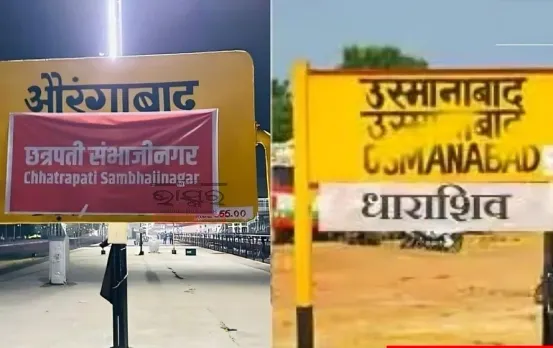 औरंगाबाद
छत्रपती संभाजीनगर
Chhatrapati Sambhajinagar
उस्मानाबाद
उस्मानाबाद
OSMANABAD
धाराशिव